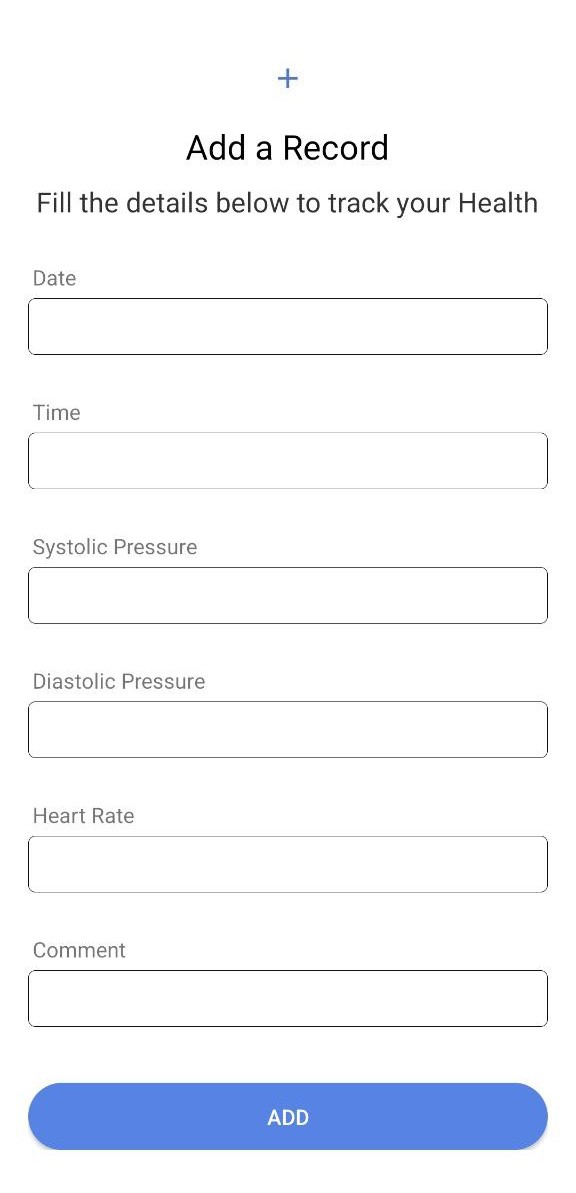 +
Add a Record
Fill the details below to track your Health
Date
Time
Systolic Pressure
Diastolic Pressure
Heart Rate
Comment
ADD